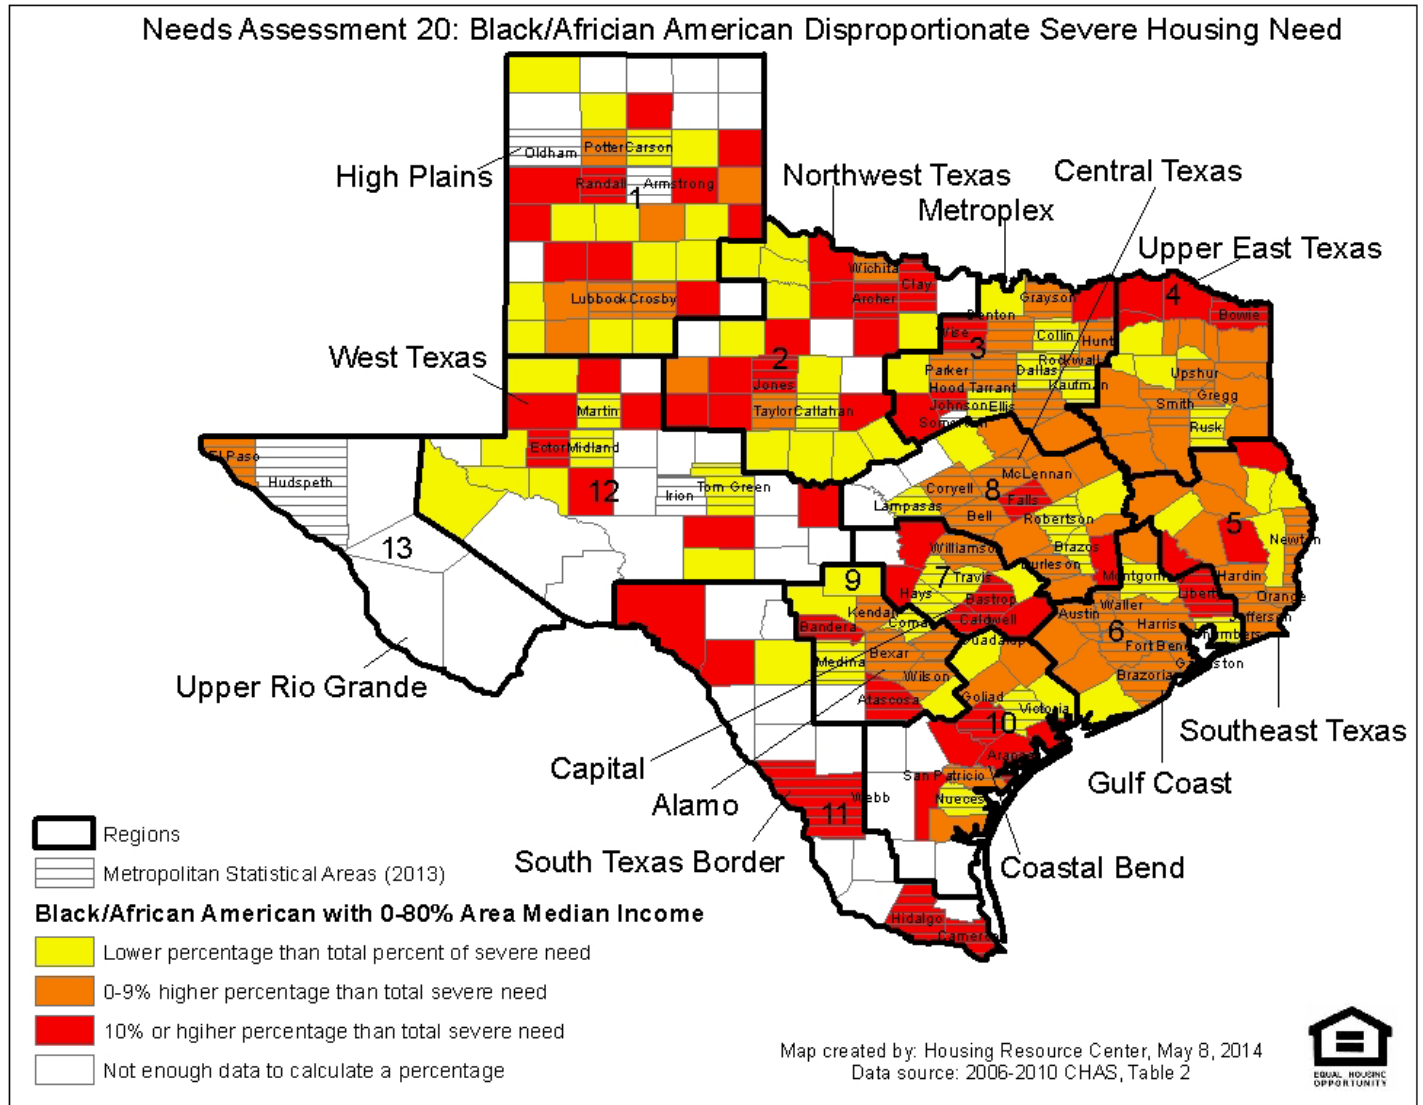 Needs Assessment 20: Black/Africian American Disproportionate Severe Housing Need
Oldham
Potter
Carson
High Plains
Randall
Armstrong
1
Northwest Texas
Central Texas
Metroplex
Upper East Texas
Wichita
Clay
Archer
Lubbock
Crosby
Denton
Grayson
4
Bowie
Wise
Collin
Hunt
West Texas
2
3
Rockwall
Jones
Parker
Dallas
Upshur
Hood
Tarrant
Kaufman
Gregg
Martin
Taylor
Callahan
Johnson
Ellis
Smith
Rusk
El Paso
Ector
Midland
McLennan
Hudspeth
12
Irion
Tom Green
Coryell
8
Falls
Lampasas
Bell
Robertson
5
Newton
13
Williamson
Brazos
Burleson
9
7
Travis
Montgomery
Hardin
Hays
Bastrop
Liberty
Orange
Kendall
Caldwell
Austin
Waller
Jefferson
Bandera
Comal
Guadalupe
6
Harris
Chambers
Medina
Bexar
Fort Bend
Galveston
Wilson
Brazoria
Upper Rio Grande
Atascosa
Goliad
Victoria
10
Southeast Texas
Capital
Aransas
Gulf Coast
Alamo
San Patricio
Webb
Nueces
11
South Texas Border
Coastal Bend
Hidalgo
Cameron
Regions
Metropolitan Statistical Areas (2013)
Black/African American with 0-80% Area Median Income
Lower percentage than total percent of severe need
0-9% higher percentage than total severe need
10% or hgiher percentage than total severe need
Not enough data to calculate a percentage
Map created by: Housing Resource Center, May 8, 2014
Data source: 2006-2010 CHAS, Table 2
EQUAL HOUSING
OPPORTUNITY